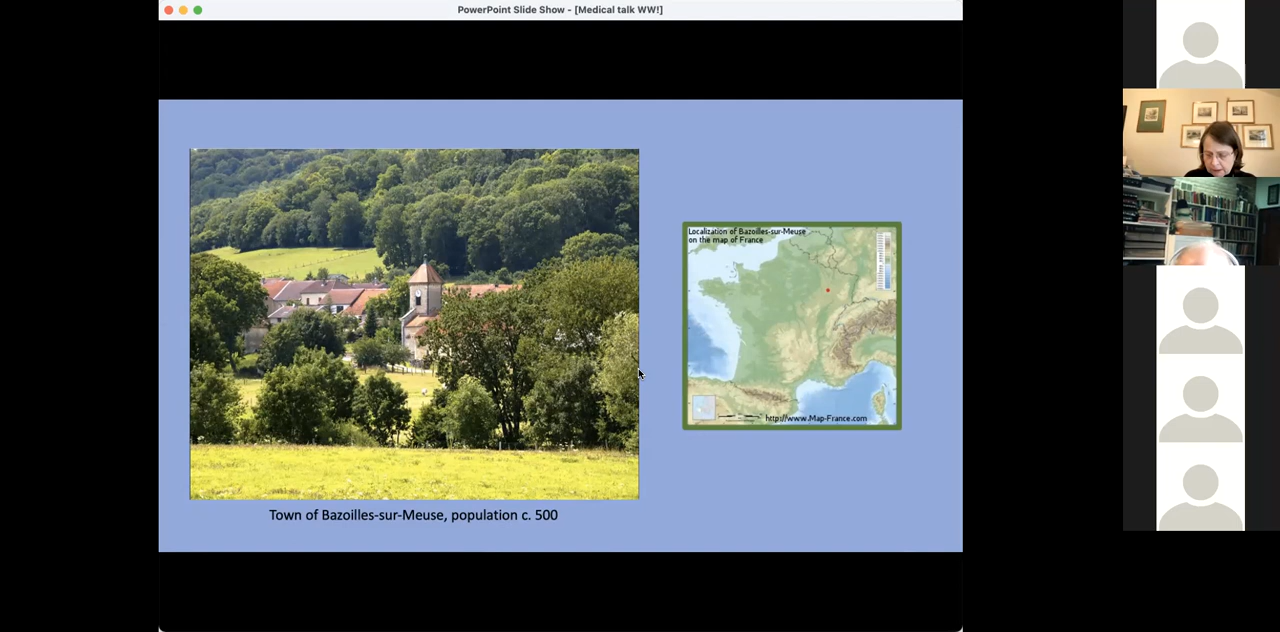 PowerPoint Slide Show - [Medical talk WW!]
Localization of Bazoilles-sur-Meuse
on the map of France
http://www.Map-France.com
Town of Bazoilles-sur-Meuse, population c. 500